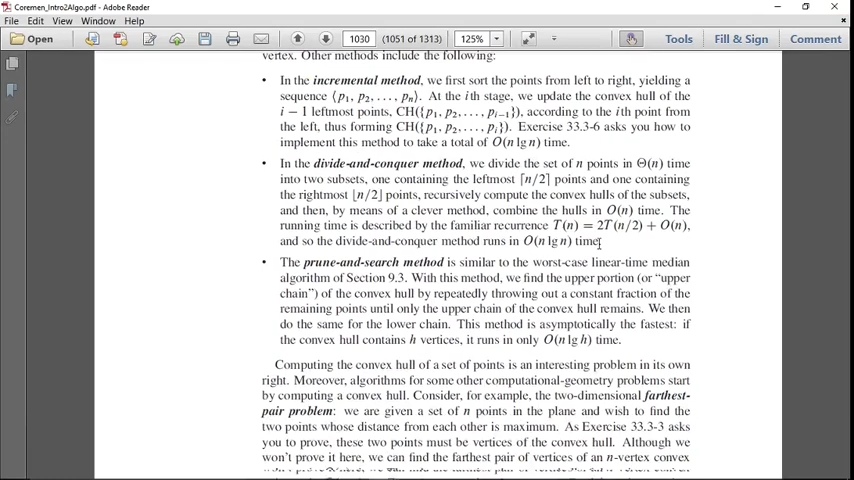 Coremen_Intro2Algo.pdf - Adobe Reader
File Edit View Window Help
Open 1030 (1051 of 1313) 125% Tools Fill & Sign Comment
vertex. Other methods include the following:
• In the incremental method, we first sort the points from left to right, yielding a
sequence ⟨p₁, p₂, . . . , pₙ⟩. At the ith stage, we update the convex hull of the
i − 1 leftmost points, CH({p₁, p₂, . . . , pᵢ₋₁}), according to the ith point from
the left, thus forming CH({p₁, p₂, . . . , pᵢ}). Exercise 33.3-6 asks you how to
implement this method to take a total of O(n lg n) time.
• In the divide-and-conquer method, we divide the set of n points in Θ(n) time
into two subsets, one containing the leftmost ⌈n/2⌉ points and one containing
the rightmost ⌊n/2⌋ points, recursively compute the convex hulls of the subsets,
and then, by means of a clever method, combine the hulls in O(n) time. The
running time is described by the familiar recurrence T(n) = 2T(n/2) + O(n),
and so the divide-and-conquer method runs in O(n lg n) time.
• The prune-and-search method is similar to the worst-case linear-time median
algorithm of Section 9.3. With this method, we find the upper portion (or “upper
chain”) of the convex hull by repeatedly throwing out a constant fraction of the
remaining points until only the upper chain of the convex hull remains. We then
do the same for the lower chain. This method is asymptotically the fastest: if
the convex hull contains h vertices, it runs in only O(n lg h) time.
Computing the convex hull of a set of points is an interesting problem in its own
right. Moreover, algorithms for some other computational-geometry problems start
by computing a convex hull. Consider, for example, the two-dimensional farthest-
pair problem: we are given a set of n points in the plane and wish to find the
two points whose distance from each other is maximum. As Exercise 33.3-3 asks
you to prove, these two points must be vertices of the convex hull. Although we
won’t prove it here, we can find the farthest pair of vertices of an n-vertex convex